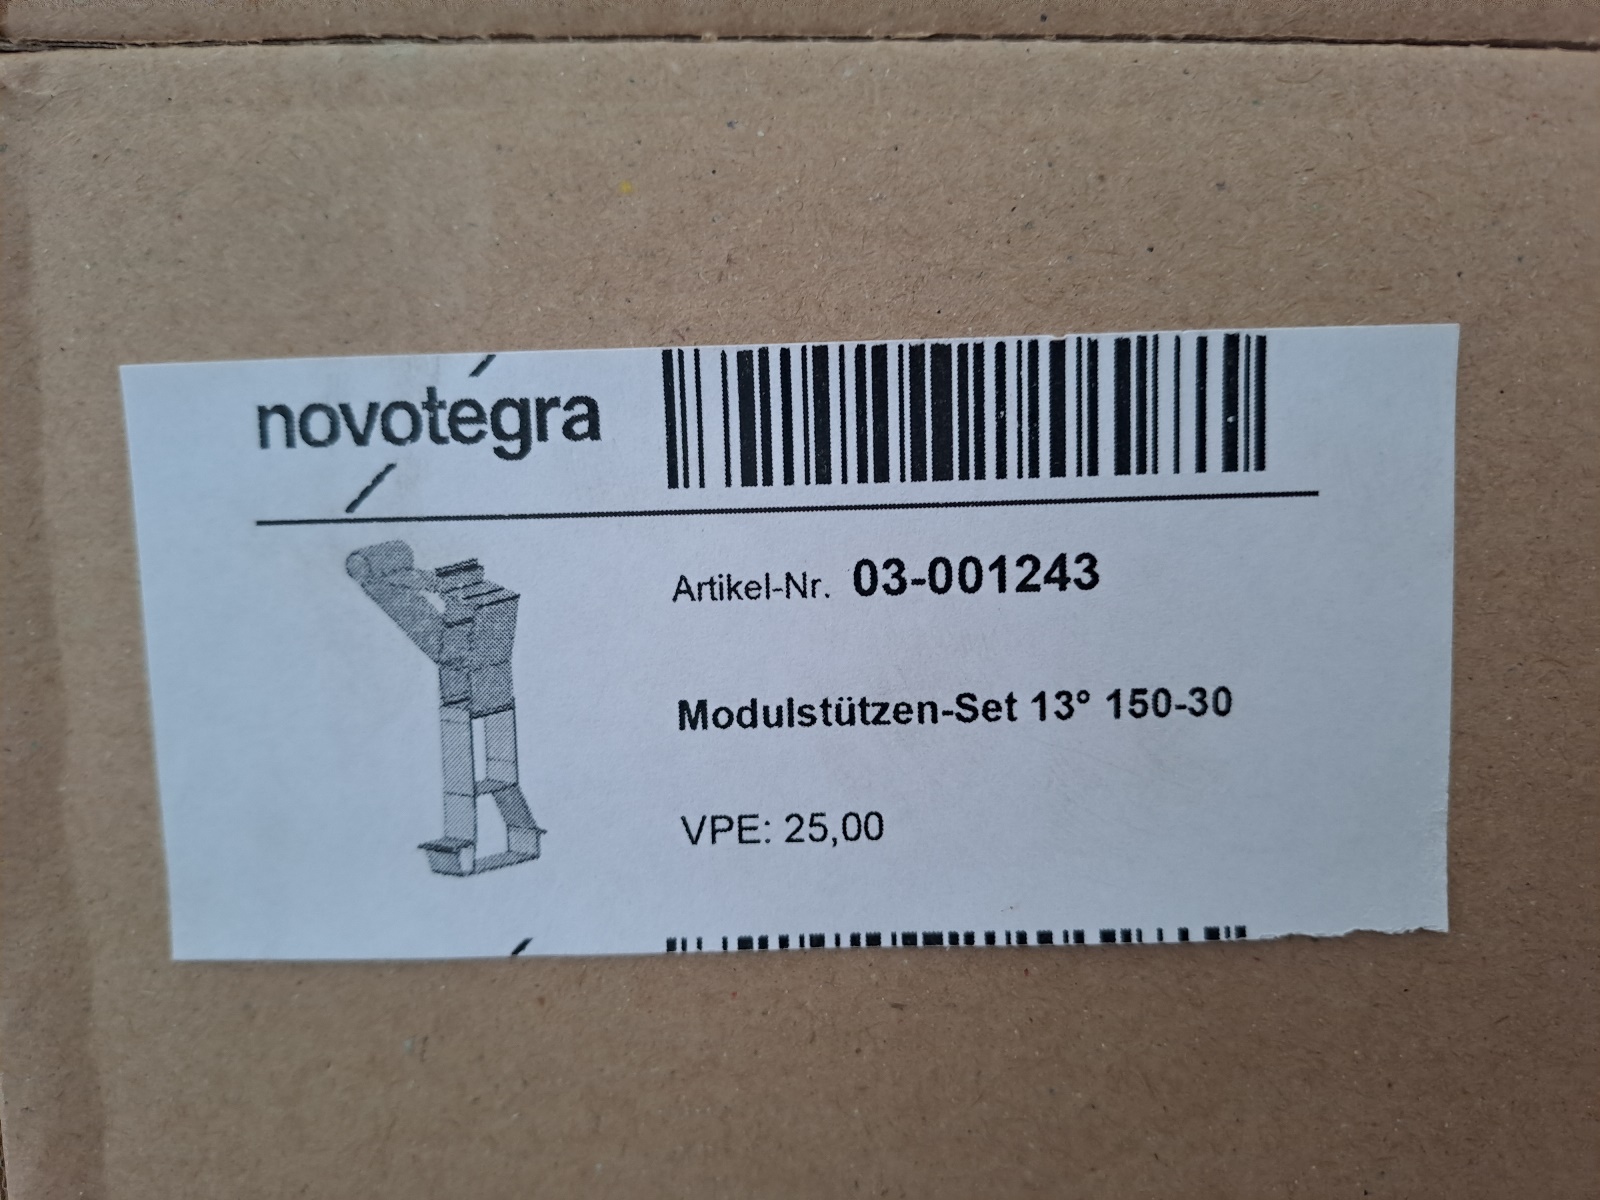 novotegra
Artikel-Nr. 03-001243
Modulstützen-Set 13° 150-30
VPE: 25,00